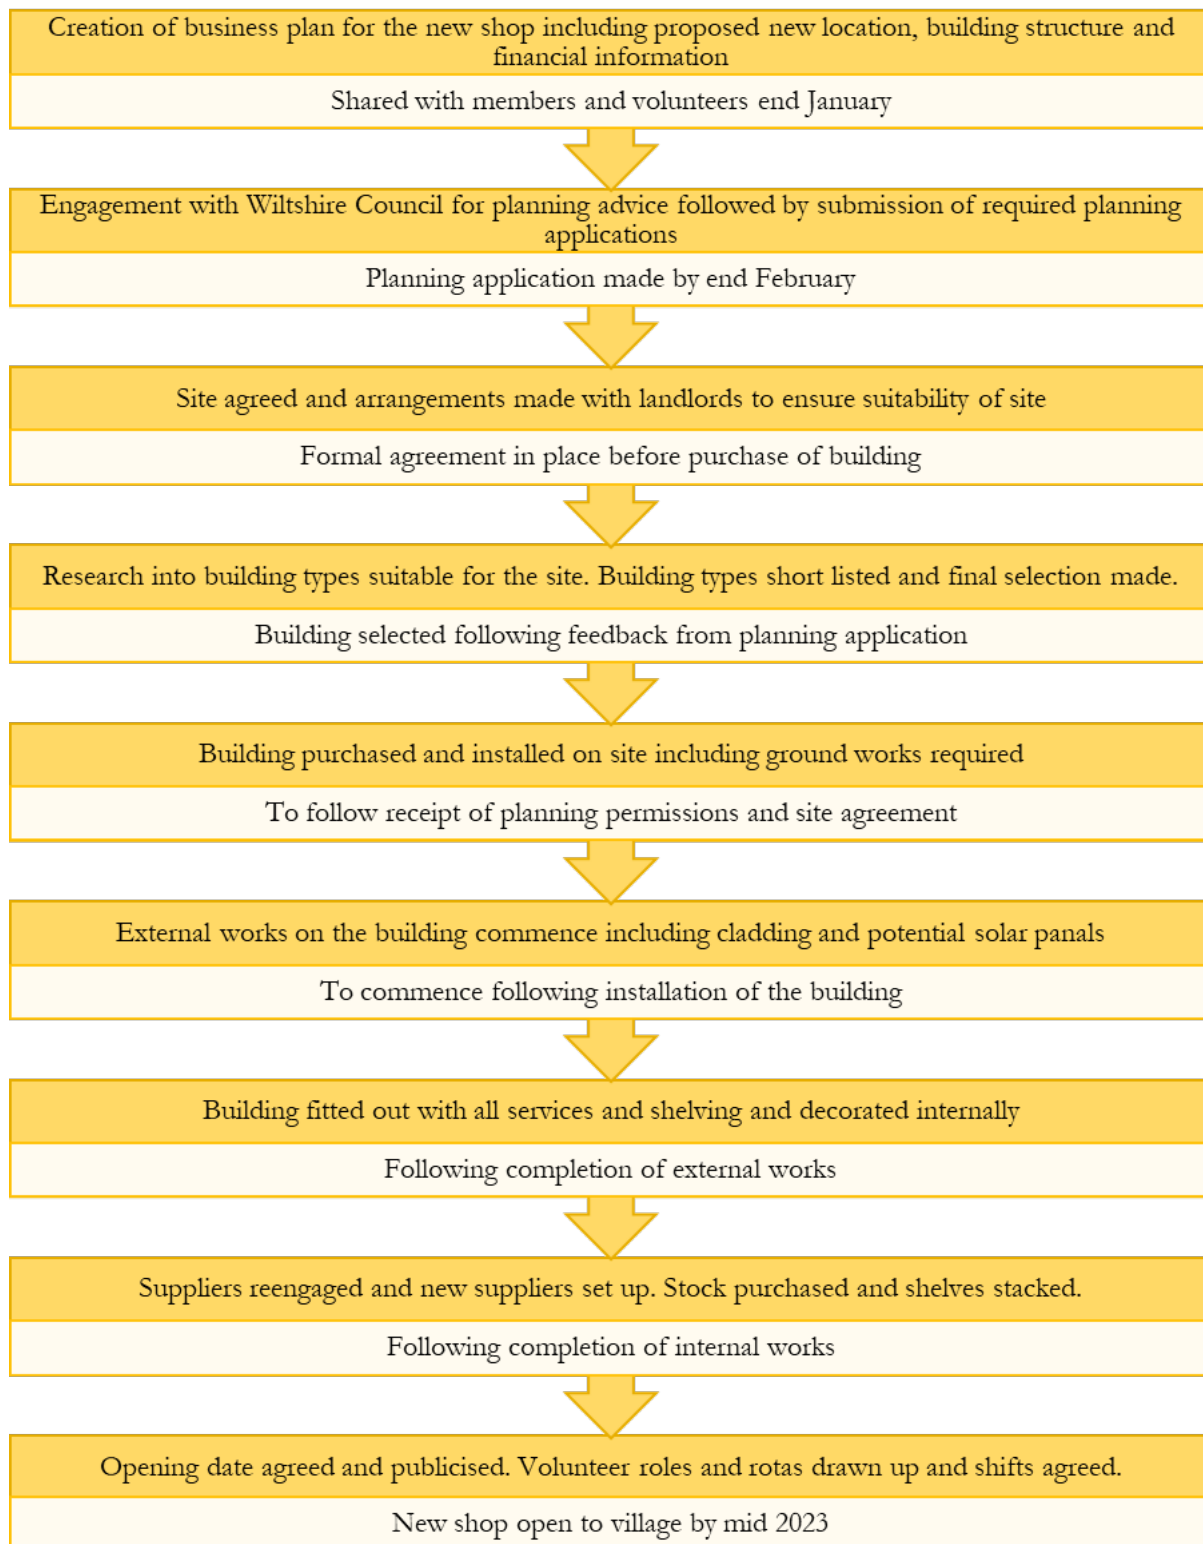 Creation of business plan for the new shop including proposed new location, building structure and
financial information
Shared with members and volunteers end January
Engagement with Wiltshire Council for planning advice followed by submission of required planning
applications
Planning application made by end February
Site agreed and arrangements made with landlords to ensure suitability of site
Formal agreement in place before purchase of building
Research into building types suitable for the site. Building types short listed and final selection made.
Building selected following feedback from planning application
Building purchased and installed on site including ground works required
To follow receipt of planning permissions and site agreement
External works on the building commence including cladding and potential solar panals
To commence following installation of the building
Building fitted out with all services and shelving and decorated internally
Following completion of external works
Suppliers reengaged and new suppliers set up. Stock purchased and shelves stacked.
Following completion of internal works
Opening date agreed and publicised. Volunteer roles and rotas drawn up and shifts agreed.
New shop open to village by mid 2023